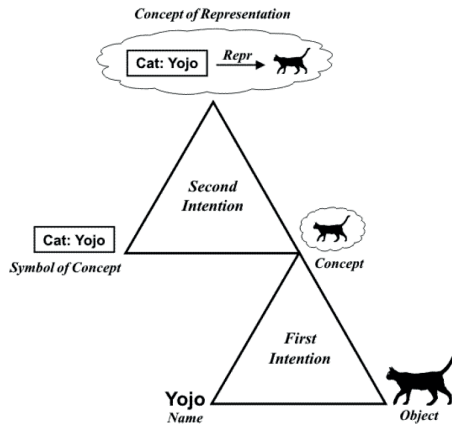 Concept of Representation
Cat: Yojo
Repr
Second
Intention
Cat: Yojo
Symbol of Concept
Concept
First
Intention
Yojo
Name
Object